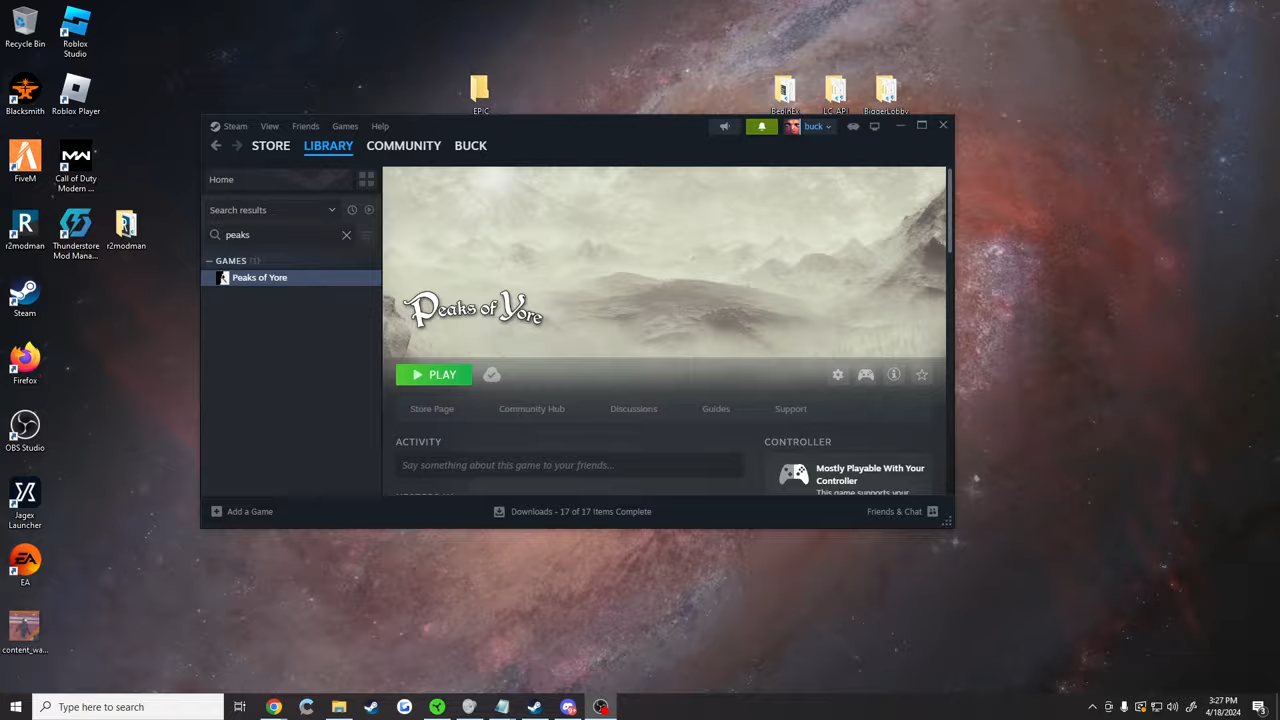 Recycle Bin
Roblox
Studio
Blacksmith
Roblox Player
FiveM
Call of Duty
Modern ...
r2modman
Thunderstore
Mod Mana...
r2modman
Steam
Firefox
OBS Studio
Jagex
Launcher
EA
content_wa...
EPIC
BepInEx
LC_API
BiggerLobby
Steam View Friends Games Help
buck
STORE LIBRARY COMMUNITY BUCK
Home
Search results
peaks
GAMES (1)
Peaks of Yore
Peaks of Yore
PLAY
Store Page Community Hub Discussions Guides Support
ACTIVITY
Say something about this game to your friends...
CONTROLLER
Mostly Playable With Your
Controller
This game supports your
Add a Game
Downloads - 17 of 17 Items Complete
Friends & Chat
Type here to search
3:27 PM
4/18/2024